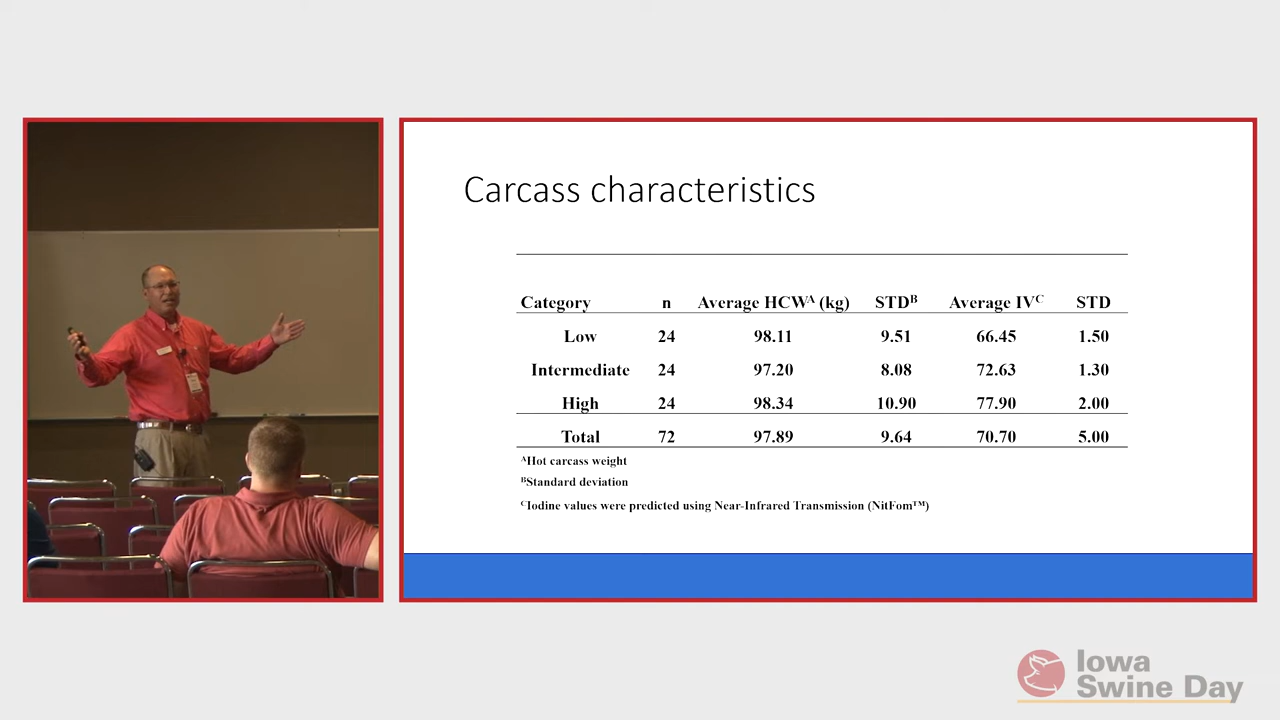 Carcass characteristics
Category n Average HCWᴬ (kg) STDᴮ Average IVᶜ STD
Low 24 98.11 9.51 66.45 1.50
Intermediate 24 97.20 8.08 72.63 1.30
High 24 98.34 10.90 77.90 2.00
Total 72 97.89 9.64 70.70 5.00
ᴬHot carcass weight
ᴮStandard deviation
ᶜIodine values were predicted using Near-Infrared Transmission (NitFom™)
Iowa
Swine Day